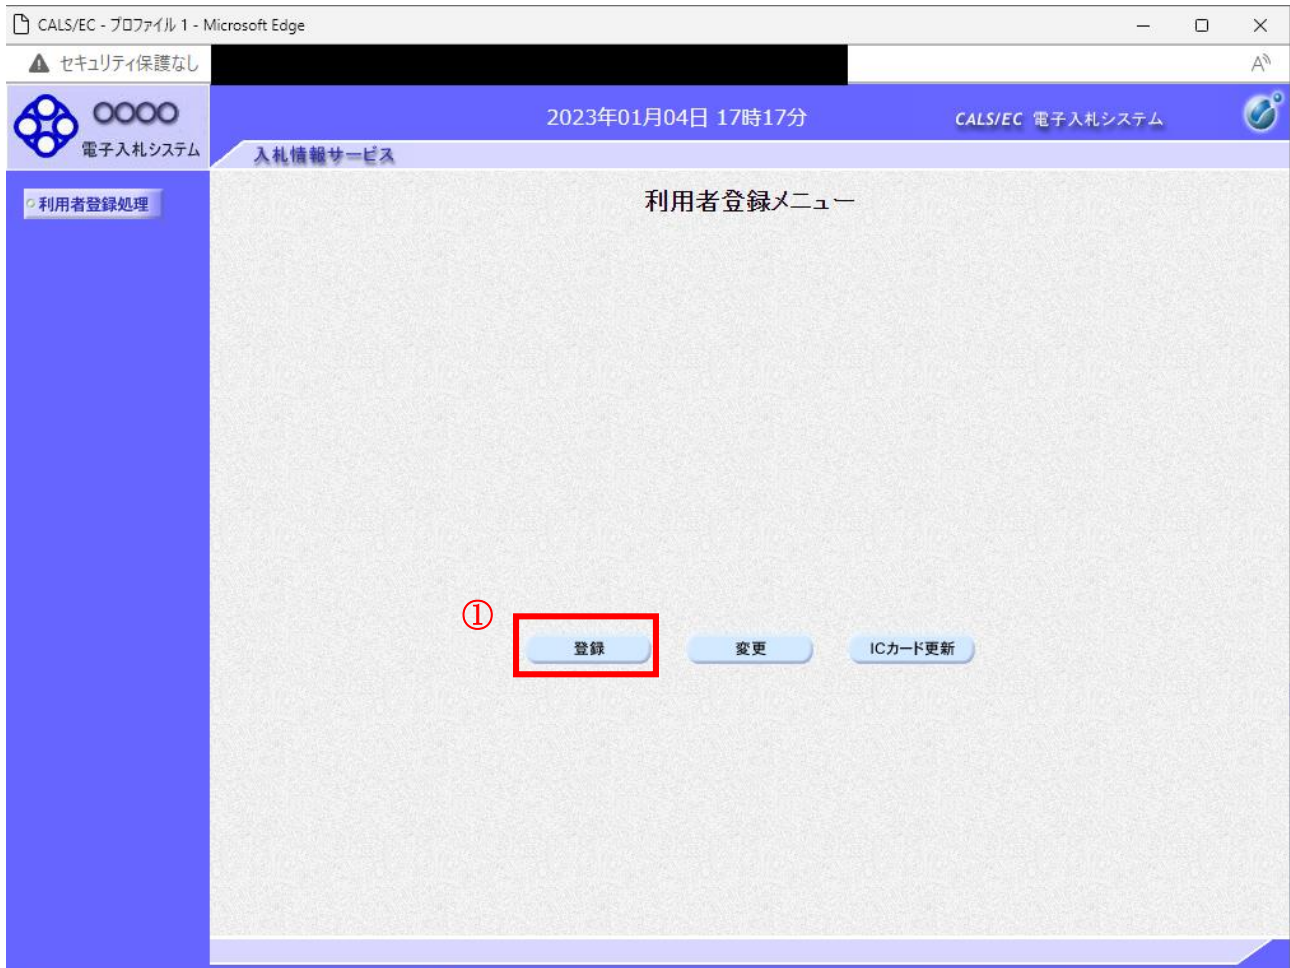 CALS/EC - プロファイル 1 - Microsoft Edge
セキュリティ保護なし
○○○○
電子入札システム
2023年01月04日 17時17分
CALS/EC 電子入札システム
入札情報サービス
利用者登録処理
利用者登録メニュー
①
登録
変更
ICカード更新